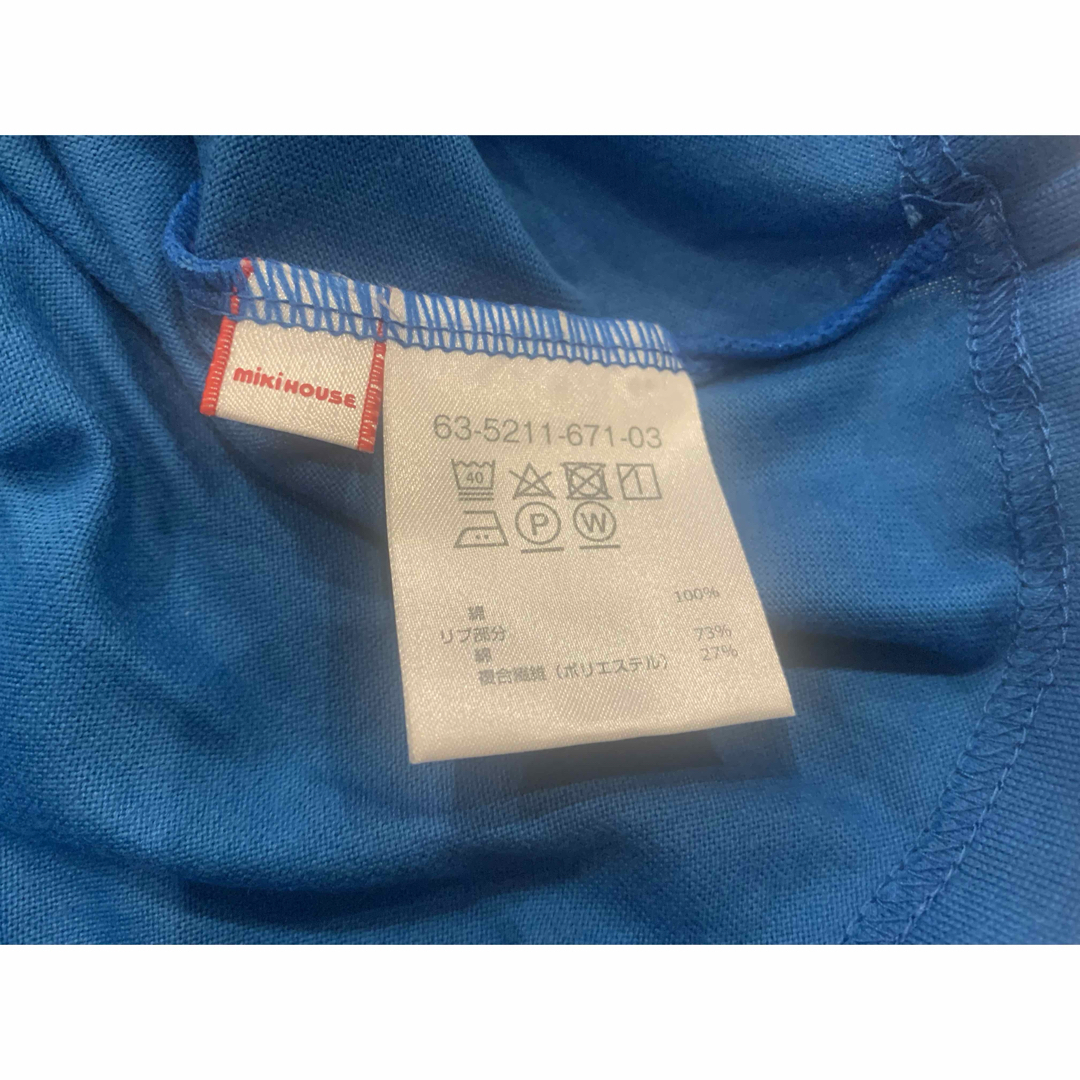 mikiHOUSE
63-5211-671-03
40
P W
綿 100%
リブ部分
綿 73%
複合繊維（ポリエステル） 27%